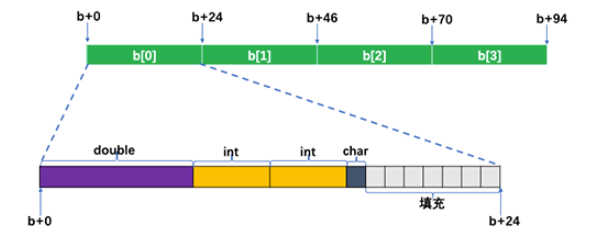 b+0 b+24 b+46 b+70 b+94
b[0] b[1] b[2] b[3]
double int int char
填充
b+0 b+24